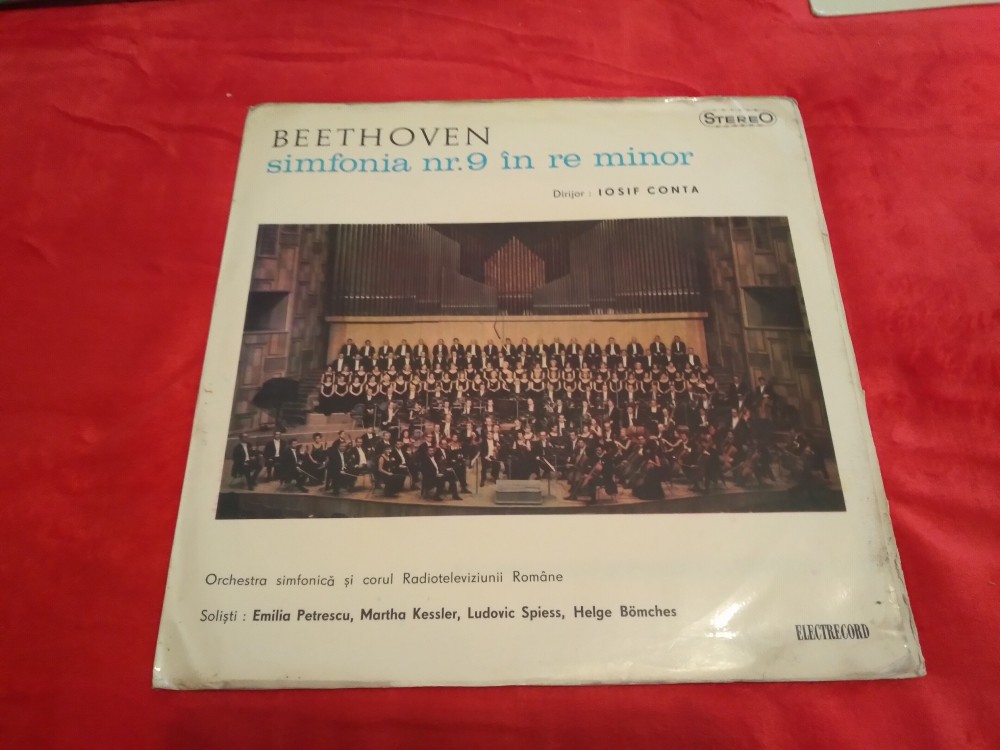 BEETHOVEN
STEREO
simfonia nr. 9 în re minor
Dirijor : IOSIF CONTA
Orchestra simfonică și corul Radioteleviziunii Române
Soliști : Emilia Petrescu, Martha Kessler, Ludovic Spiess, Helge Bömches
ELECTRECORD